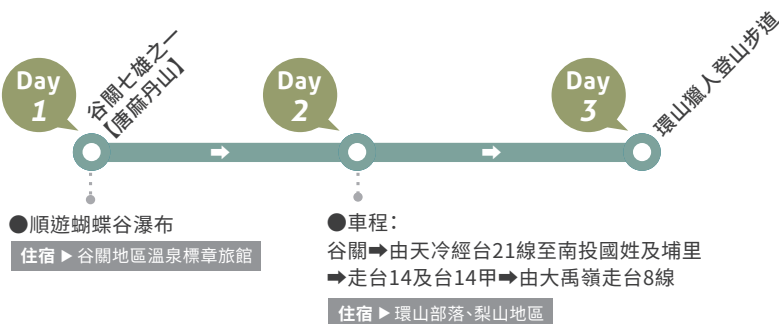 Day
1
谷關七雄之一
【唐麻丹山】
Day
2
Day
3
環山獵人登山步道
●順遊蝴蝶谷瀑布
住宿▶谷關地區溫泉標章旅館
●車程：
谷關➡由天冷經台21線至南投國姓及埔里
➡走台14及台14甲➡由大禹嶺走台8線
住宿▶環山部落、梨山地區